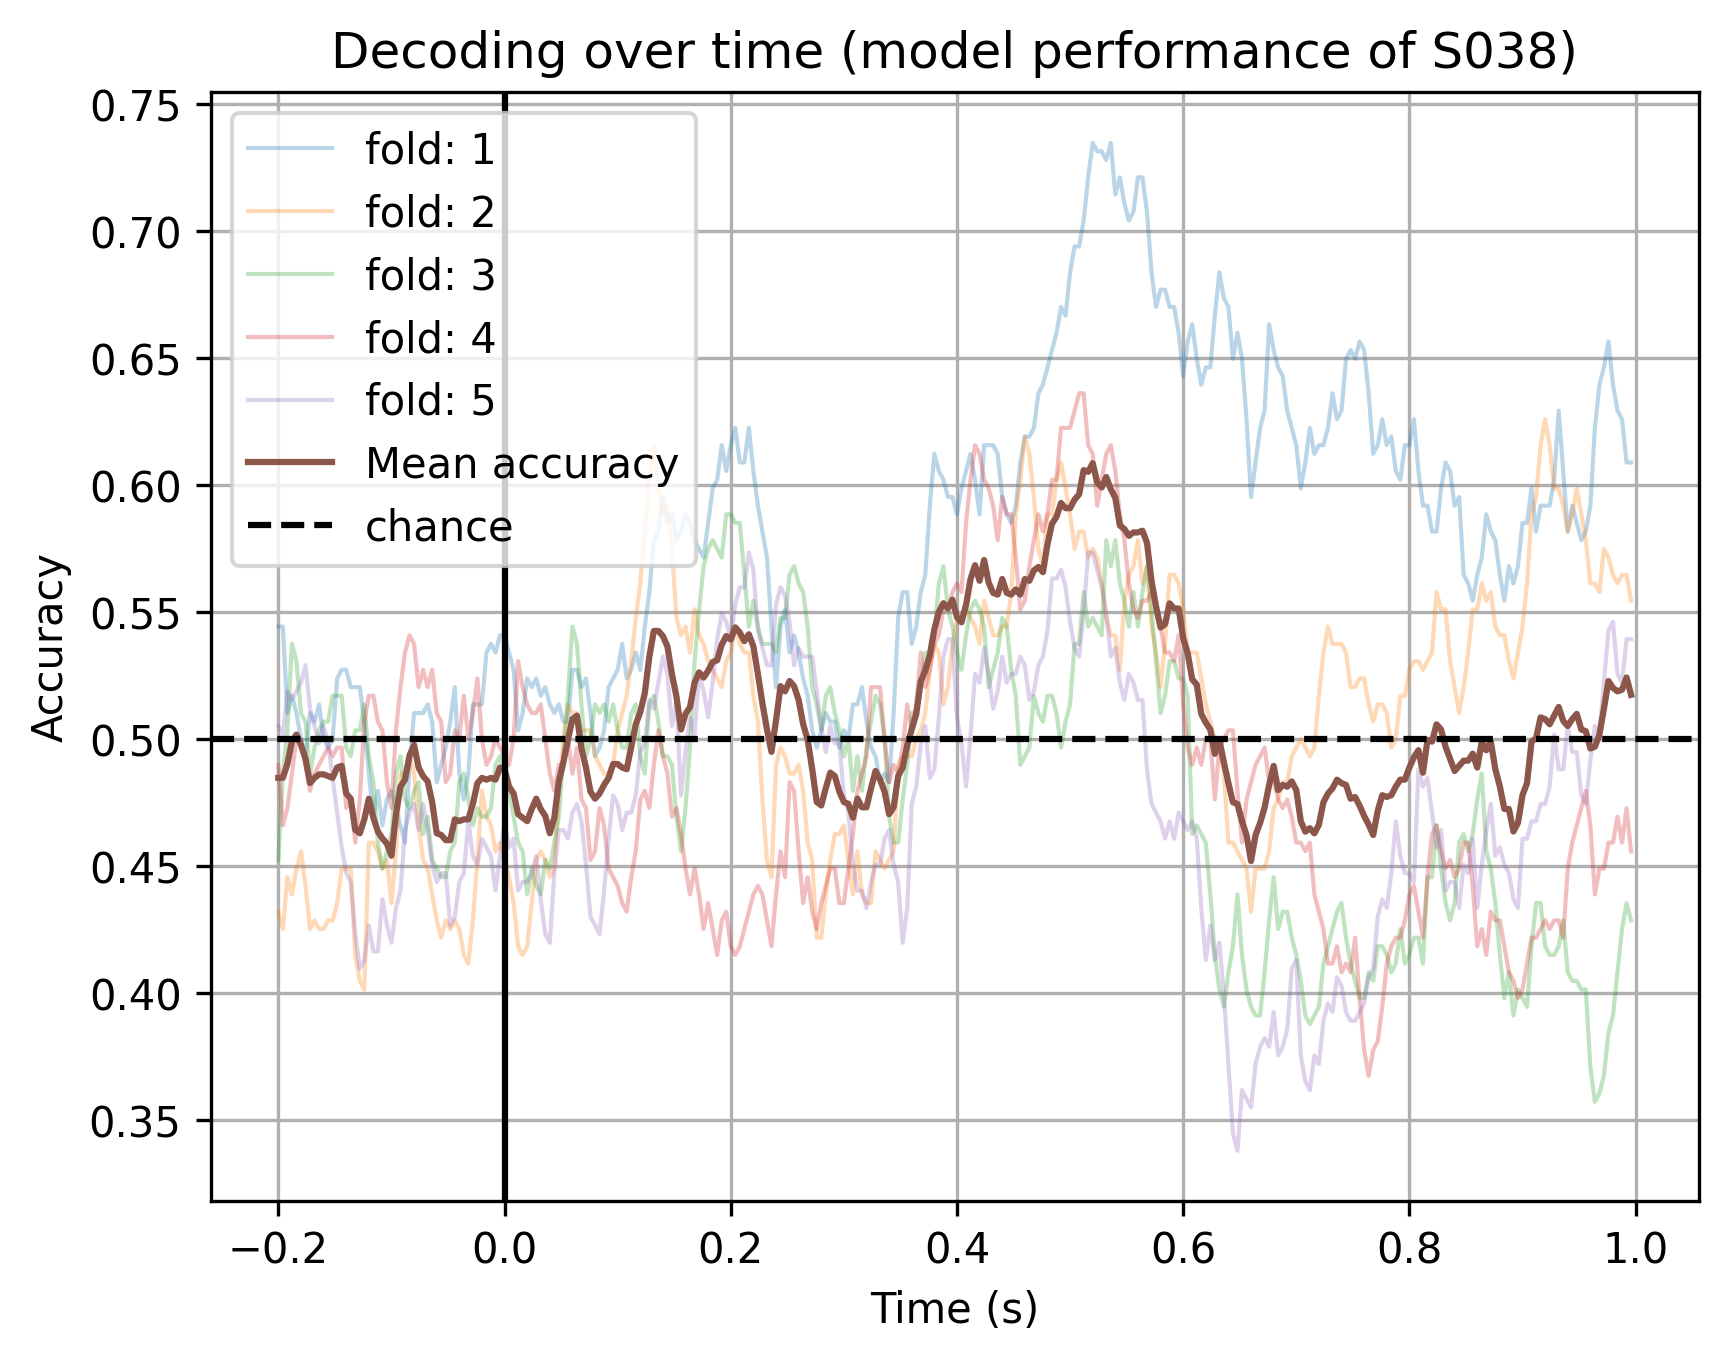 Decoding over time (model performance of S038)
0.75
0.70
0.65
0.60
0.55
0.50
0.45
0.40
0.35
Accuracy
fold: 1
fold: 2
fold: 3
fold: 4
fold: 5
Mean accuracy
chance
−0.2 0.0 0.2 0.4 0.6 0.8 1.0
Time (s)